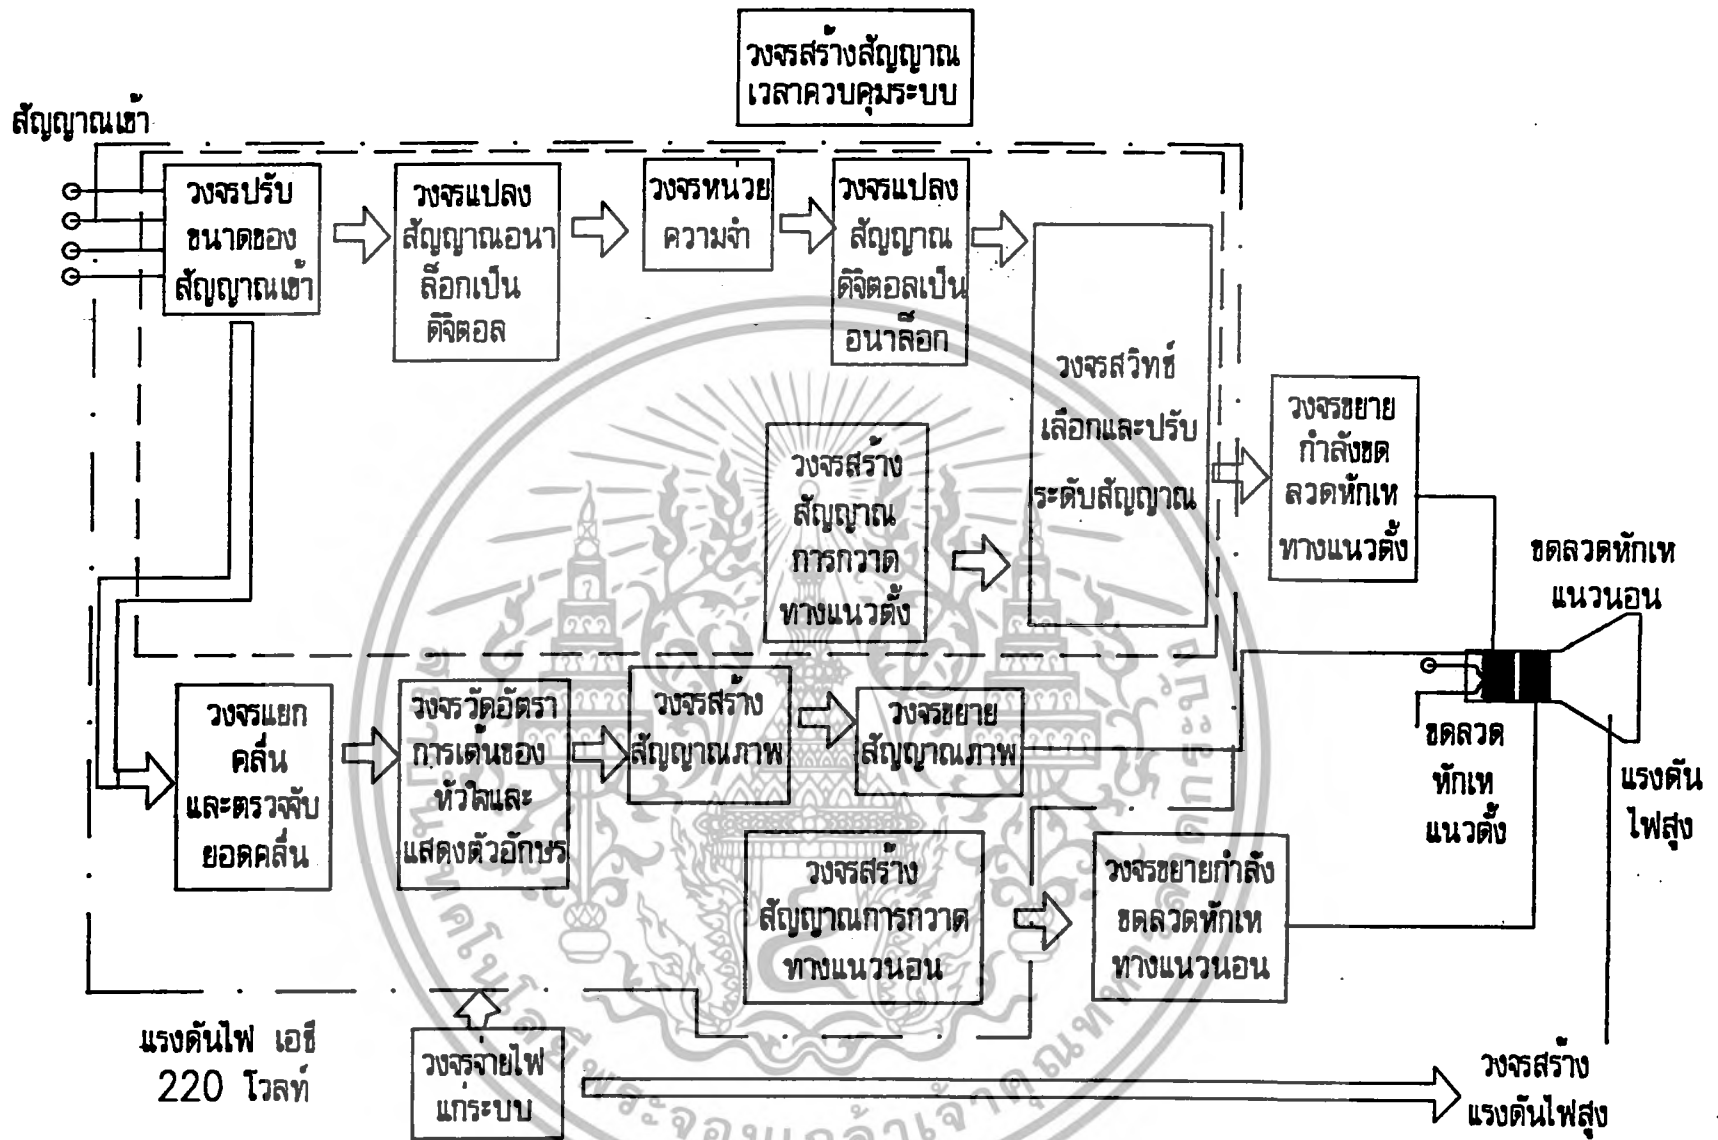 วงจรสร้างสัญญาณ
เวลาควบคุมระบบ
สัญญาณเข้า
วงจรปรับ
ขนาดของ
สัญญาณเข้า
วงจรแปลง
สัญญาณอนา
ล็อกเป็น
ดิจิตอล
วงจรหน่วย
ความจำ
วงจรแปลง
สัญญาณ
ดิจิตอลเป็น
อนาล็อก
วงจรสวิทช์
เลือกและปรับ
ระดับสัญญาณ
วงจรสร้าง
สัญญาณ
การกวาด
ทางแนวตั้ง
วงจรขยาย
กำลังขด
ลวดหักเห
ทางแนวตั้ง
ขดลวดหักเห
แนวนอน
วงจรแยก
คลื่น
และตรวจจับ
ยอดคลื่น
วงจรวัดอัตรา
การเต้นของ
หัวใจและ
แสดงตัวอักษร
วงจรสร้าง
สัญญาณภาพ
วงจรขยาย
สัญญาณภาพ
ขดลวด
หักเห
แนวตั้ง
แรงดัน
ไฟสูง
วงจรสร้าง
สัญญาณการกวาด
ทางแนวนอน
วงจรขยายกำลัง
ขดลวดหักเห
ทางแนวนอน
แรงดันไฟ เอซี
220 โวลท์
วงจรจ่ายไฟ
แก่ระบบ
วงจรสร้าง
แรงดันไฟสูง